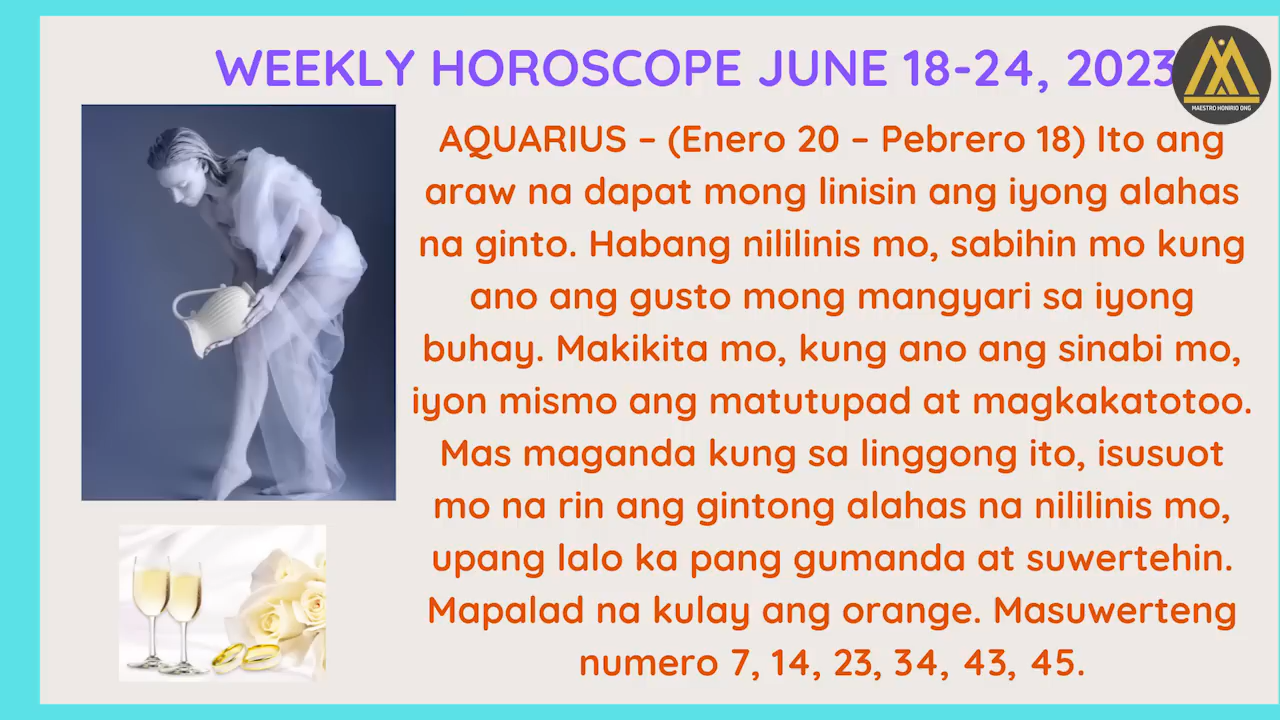 WEEKLY HOROSCOPE JUNE 18-24, 2023
MAESTRO HONIRIO ONG
AQUARIUS – (Enero 20 – Pebrero 18) Ito ang
araw na dapat mong linisin ang iyong alahas
na ginto. Habang nililinis mo, sabihin mo kung
ano ang gusto mong mangyari sa iyong
buhay. Makikita mo, kung ano ang sinabi mo,
iyon mismo ang matutupad at magkakatotoo.
Mas maganda kung sa linggong ito, isusuot
mo na rin ang gintong alahas na nililinis mo,
upang lalo ka pang gumanda at suwertehin.
Mapalad na kulay ang orange. Masuwerteng
numero 7, 14, 23, 34, 43, 45.